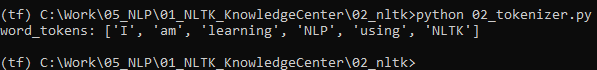 (tf) C:\Work\05_NLP\01_NLTK_KnowledgeCenter\02_nltk>python 02_tokenizer.py
word_tokens: ['I', 'am', 'learning', 'NLP', 'using', 'NLTK']
(tf) C:\Work\05_NLP\01_NLTK_KnowledgeCenter\02_nltk>